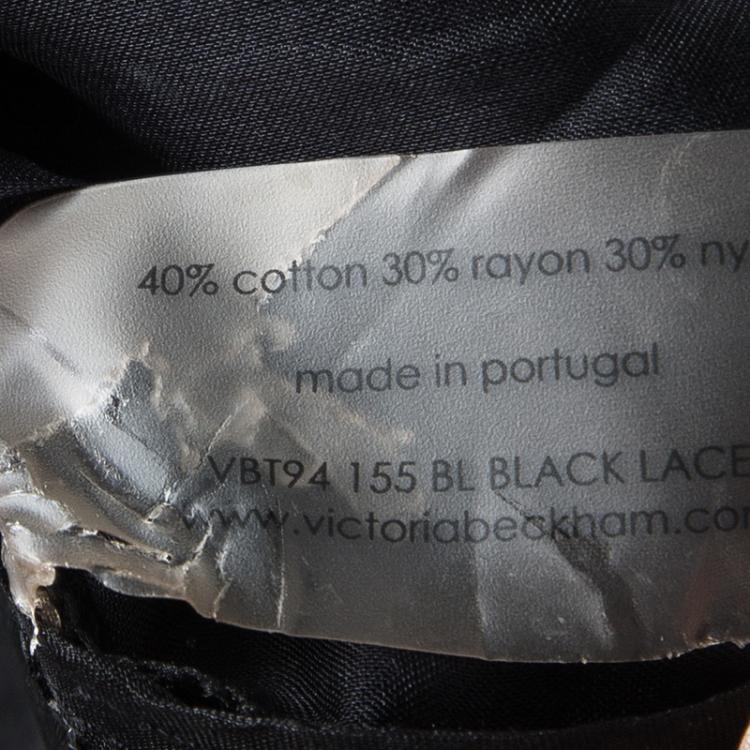 40% cotton 30% rayon 30% ny
made in portugal
VBT94 155 BL BLACK LACE
www.victoriabeckham.co